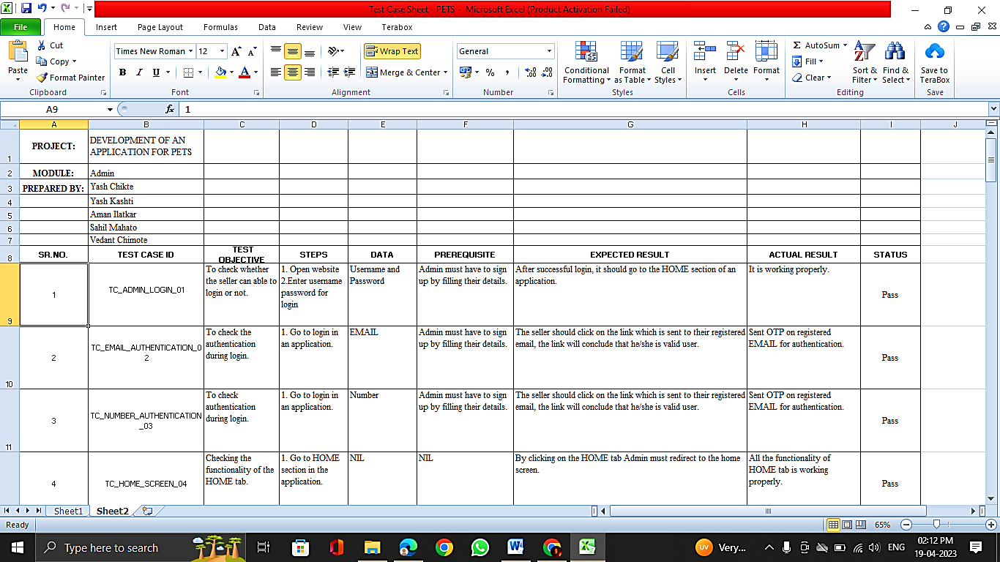 Test Case Sheet - PETS - Microsoft Excel (Product Activation Failed)
File Home Insert Page Layout Formulas Data Review View Terabox
Paste Cut Copy Format Painter
Times New Roman 12
B I U
Wrap Text
Merge & Center
General
Conditional Formatting
Format as Table
Cell Styles
Insert Delete Format
AutoSum
Fill
Clear
Sort & Filter
Find & Select
Save to TeraBox
Clipboard Font Alignment Number Styles Cells Editing Save
A9 fx 1
A B C D E F G H I J
1 PROJECT: DEVELOPMENT OF AN
APPLICATION FOR PETS
2 MODULE: Admin
3 PREPARED BY: Yash Chikte
4 Yash Kashti
5 Aman Ilatkar
6 Sahil Mahato
7 Vedant Chimote
8 SR.NO. TEST CASE ID TEST OBJECTIVE STEPS DATA PREREQUISITE EXPECTED RESULT ACTUAL RESULT STATUS
9
1
TC_ADMIN_LOGIN_01
To check whether
the seller can able to
login or not.
1. Open website
2.Enter username
password for
login
Username and
Password
Admin must have to sign
up by filling their details.
After successful login, it should go to the HOME section of an
application.
It is working properly.
Pass
10
2
TC_EMAIL_AUTHENTICATION_0
2
To check the
authentication
during login.
1. Go to login in
an application.
EMAIL
Admin must have to sign
up by filling their details.
The seller should click on the link which is sent to their registered
email, the link will conclude that he/she is valid user.
Sent OTP on registered
EMAIL for authentication.
Pass
11
3
TC_NUMBER_AUTHENTICATION
_03
To check
authentication
during login.
1. Go to login in
an application.
Number
Admin must have to sign
up by filling their details.
The seller should click on the link which is sent to their registered
email, the link will conclude that he/she is valid user.
Sent OTP on registered
EMAIL for authentication.
Pass
4
TC_HOME_SCREEN_04
Checking the
functionality of the
HOME tab.
1. Go to HOME
section in the
application.
NIL
NIL
By clicking on the HOME tab Admin must redirect to the home
screen.
All the functionality of
HOME tab is working
properly.
Pass
Sheet1 Sheet2
Ready 65%
Type here to search
UV Very... ENG 02:12 PM
19-04-2023